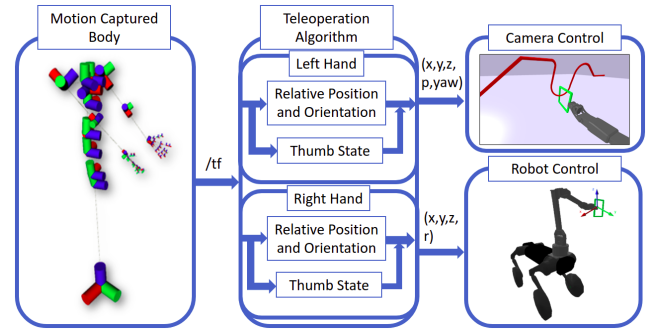 Motion Captured
Body
/tf
Teleoperation
Algorithm
Left Hand
Relative Position
and Orientation
Thumb State
Right Hand
Relative Position
and Orientation
Thumb State
(x,y,z,
p,yaw)
(x,y,z,
r)
Camera Control
Robot Control